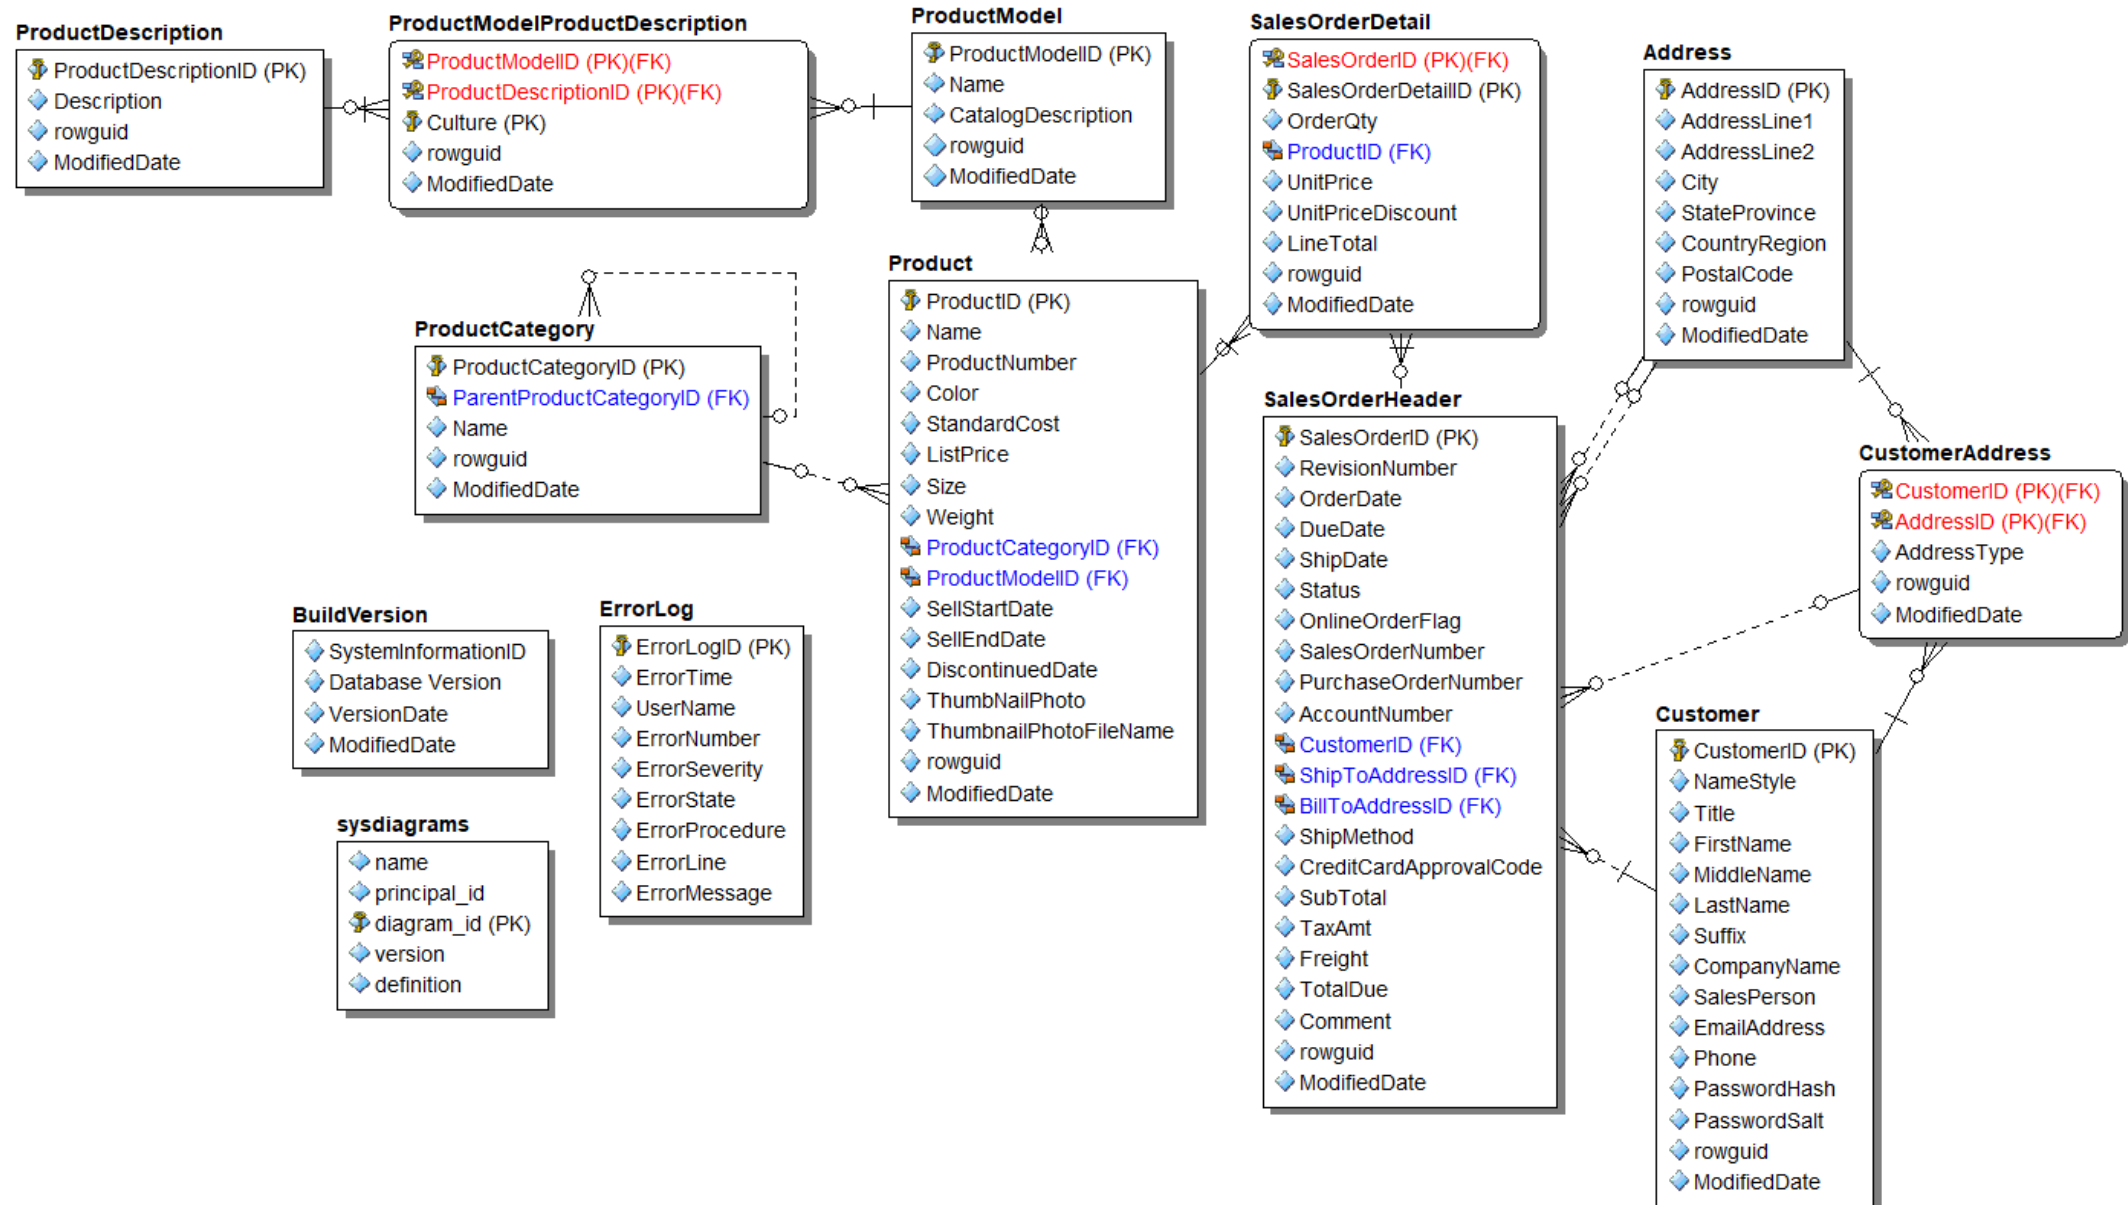 ProductDescription
ProductDescriptionID (PK)
Description
rowguid
ModifiedDate
ProductModelProductDescription
ProductModelID (PK)(FK)
ProductDescriptionID (PK)(FK)
Culture (PK)
rowguid
ModifiedDate
ProductModel
ProductModelID (PK)
Name
CatalogDescription
rowguid
ModifiedDate
SalesOrderDetail
SalesOrderID (PK)(FK)
SalesOrderDetailID (PK)
OrderQty
ProductID (FK)
UnitPrice
UnitPriceDiscount
LineTotal
rowguid
ModifiedDate
Address
AddressID (PK)
AddressLine1
AddressLine2
City
StateProvince
CountryRegion
PostalCode
rowguid
ModifiedDate
ProductCategory
ProductCategoryID (PK)
ParentProductCategoryID (FK)
Name
rowguid
ModifiedDate
Product
ProductID (PK)
Name
ProductNumber
Color
StandardCost
ListPrice
Size
Weight
ProductCategoryID (FK)
ProductModelID (FK)
SellStartDate
SellEndDate
DiscontinuedDate
ThumbNailPhoto
ThumbnailPhotoFileName
rowguid
ModifiedDate
SalesOrderHeader
SalesOrderID (PK)
RevisionNumber
OrderDate
DueDate
ShipDate
Status
OnlineOrderFlag
SalesOrderNumber
PurchaseOrderNumber
AccountNumber
CustomerID (FK)
ShipToAddressID (FK)
BillToAddressID (FK)
ShipMethod
CreditCardApprovalCode
SubTotal
TaxAmt
Freight
TotalDue
Comment
rowguid
ModifiedDate
CustomerAddress
CustomerID (PK)(FK)
AddressID (PK)(FK)
AddressType
rowguid
ModifiedDate
BuildVersion
SystemInformationID
Database Version
VersionDate
ModifiedDate
ErrorLog
ErrorLogID (PK)
ErrorTime
UserName
ErrorNumber
ErrorSeverity
ErrorState
ErrorProcedure
ErrorLine
ErrorMessage
sysdiagrams
name
principal_id
diagram_id (PK)
version
definition
Customer
CustomerID (PK)
NameStyle
Title
FirstName
MiddleName
LastName
Suffix
CompanyName
SalesPerson
EmailAddress
Phone
PasswordHash
PasswordSalt
rowguid
ModifiedDate